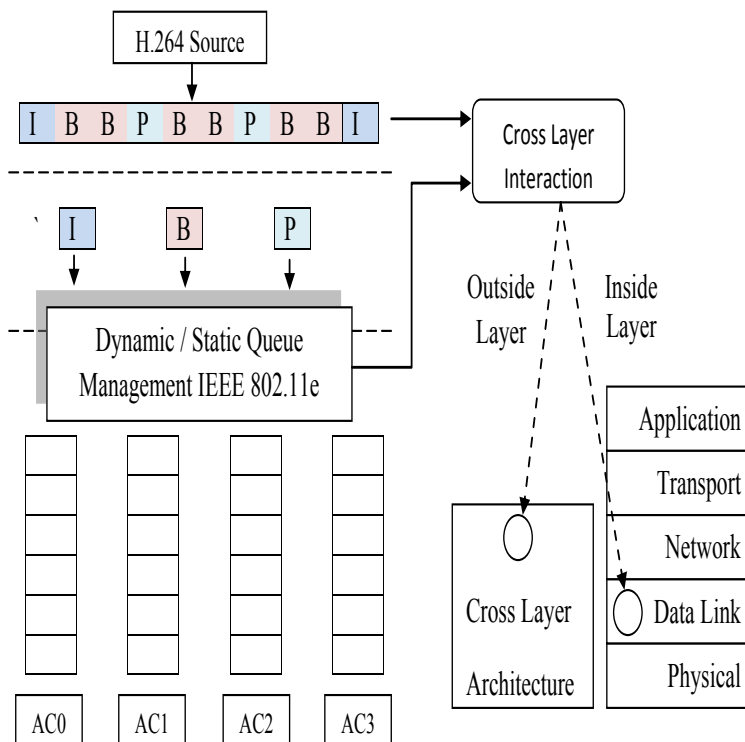 H.264 Source
I B B P B B P B B I
Cross Layer
Interaction
` I B P
Outside
Layer
Inside
Layer
Dynamic / Static Queue
Management IEEE 802.11e
Application
Transport
Network
Data Link
Physical
Cross Layer
Architecture
AC0 AC1 AC2 AC3